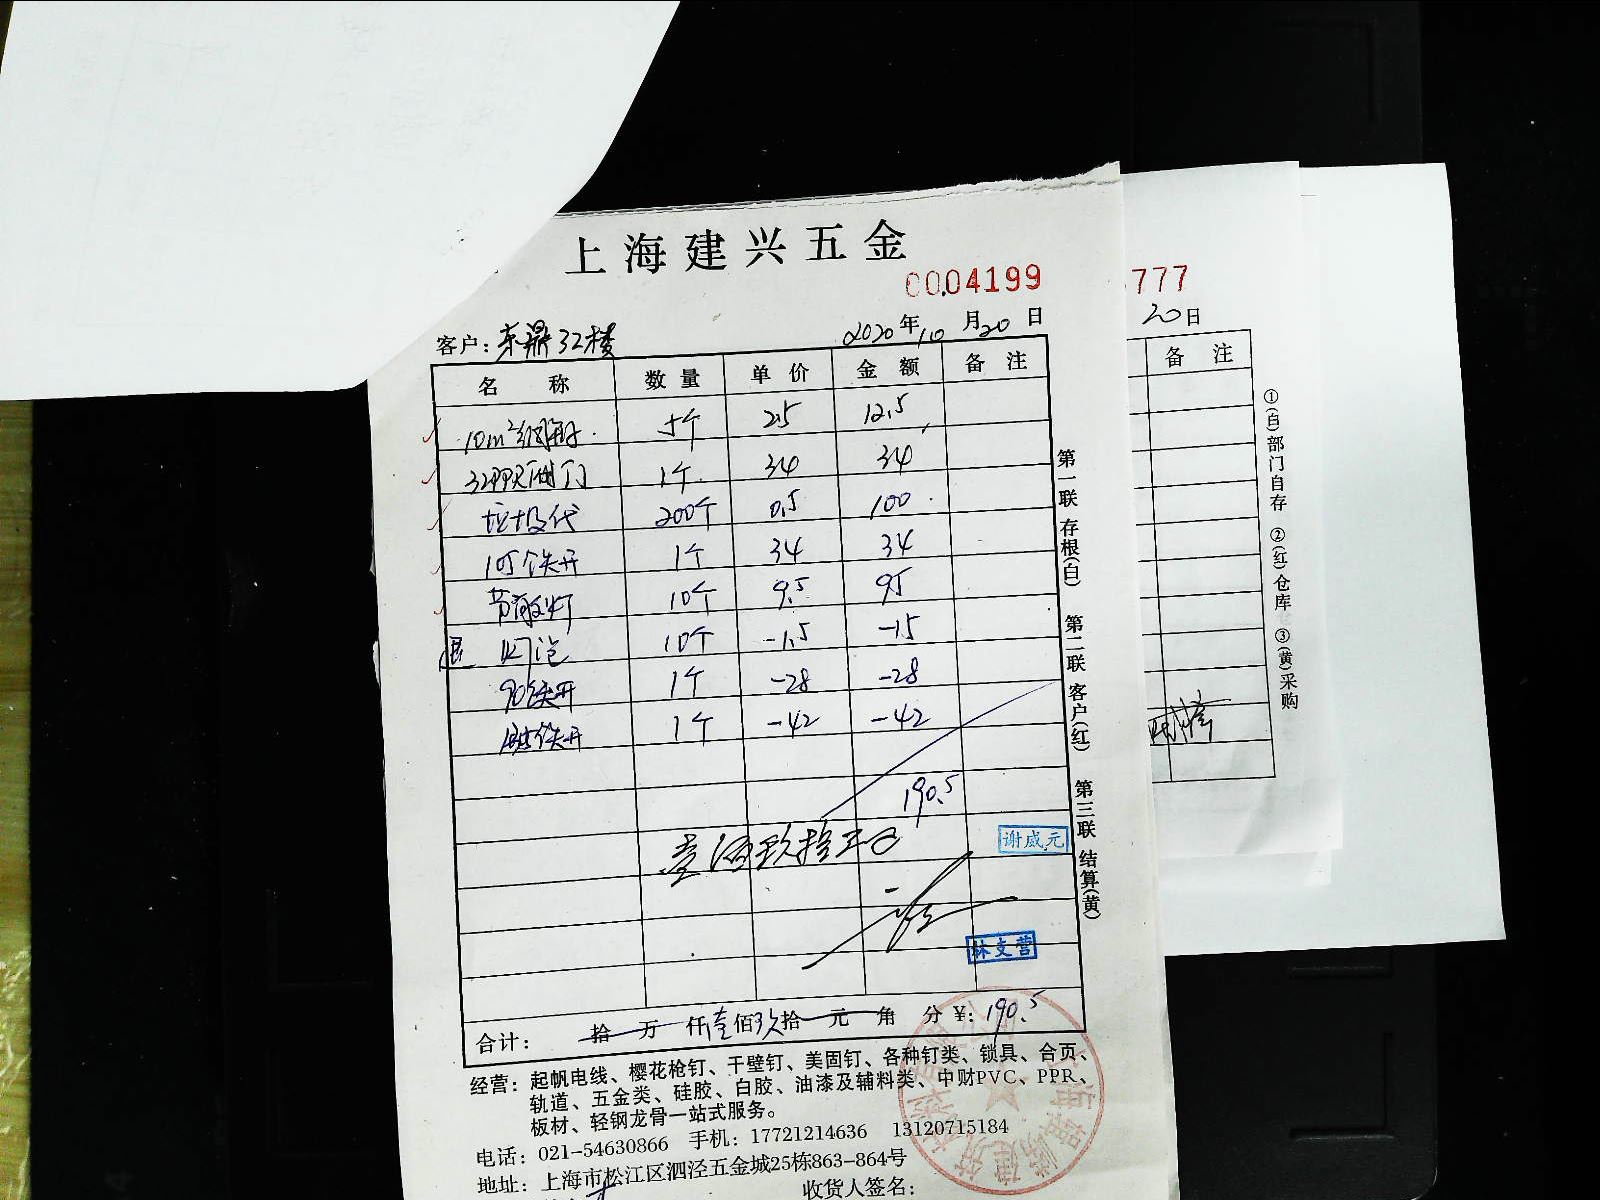 上海建兴五金
0004199
777
客户: 东鼎32楼 2020年10月20日
20日
名称 数量 单价 金额 备注
备注
10m² 5个 2.5 12.5
32PPR闸门 1个 34 34
垃圾代 200个 0.5 100
105铁开 1个 34 34
节能灯 10个 9.5 95
退 灯泡 10个 -1.5 -15
90铁开 1个 -28 -28
铁开 1个 -42 -42
190.5
壹佰玖拾元
谢咸元
林支营
合计: 拾万仟壹佰玖拾元角分 ¥: 190.5
第一联 存根(白) 第二联 客户(红) 第三联 结算(黄)
①(白)部门自存 ②(红)仓库 ③(黄)采购
经营: 起帆电线、樱花枪钉、干壁钉、美固钉、各种钉类、锁具、合页、
轨道、五金类、硅胶、白胶、油漆及辅料类、中财PVC、PPR、
板材、轻钢龙骨一站式服务。
电话: 021-54630866 手机: 17721214636 13120715184
地址: 上海市松江区泗泾五金城25栋863-864号
收货人签名: